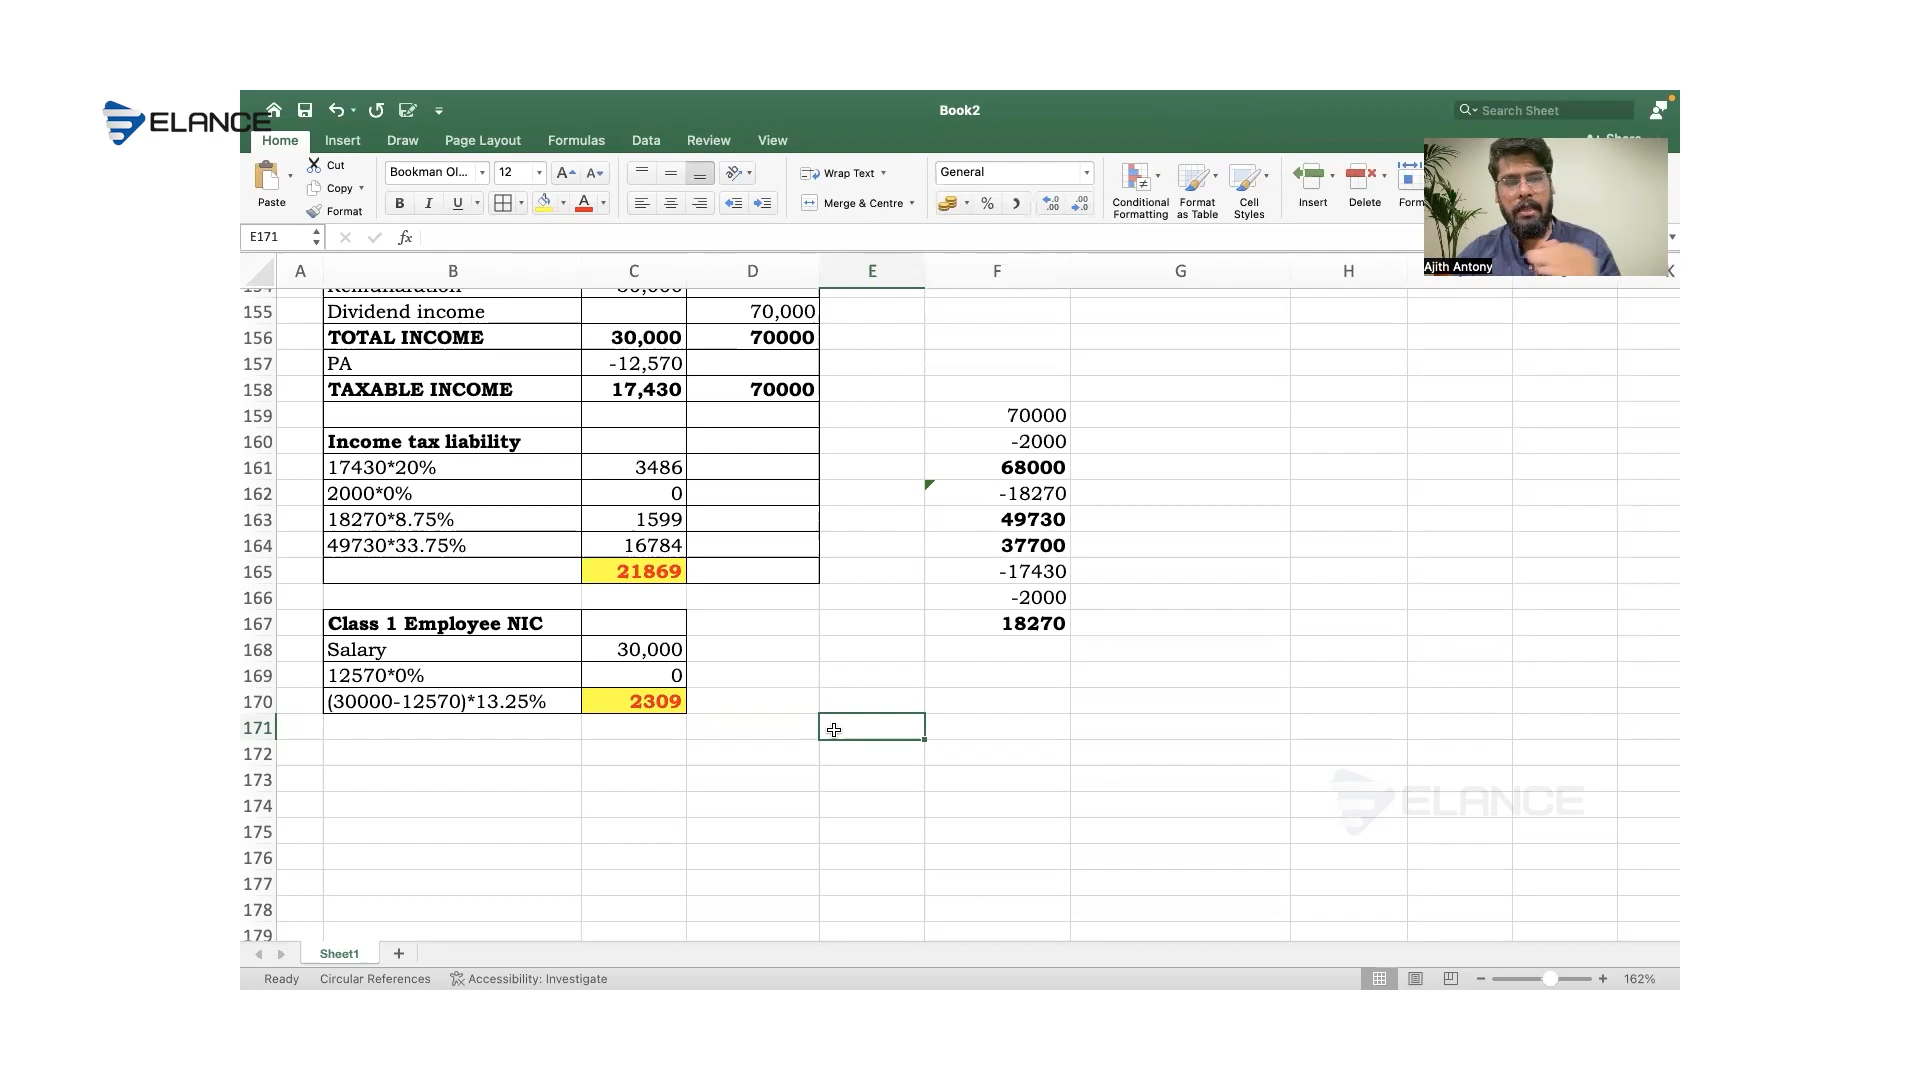 ELANCE
Book2
Search Sheet
Home Insert Draw Page Layout Formulas Data Review View
Paste
Cut
Copy
Format
Bookman Ol... 12
B I U
Wrap Text
Merge & Centre
General
Conditional Formatting
Format as Table
Cell Styles
Insert
Delete
Ajith Antony
E171 fx
A B C D E F G H K
155 Dividend income 70,000
156 TOTAL INCOME 30,000 70000
157 PA -12,570
158 TAXABLE INCOME 17,430 70000
159 70000
160 Income tax liability -2000
161 17430*20% 3486 68000
162 2000*0% 0 -18270
163 18270*8.75% 1599 49730
164 49730*33.75% 16784 37700
165 21869 -17430
166 -2000
167 Class 1 Employee NIC 18270
168 Salary 30,000
169 12570*0% 0
170 (30000-12570)*13.25% 2309
171
172
173
174
ELANCE
175
176
177
178
179
Sheet1
Ready Circular References Accessibility: Investigate 162%